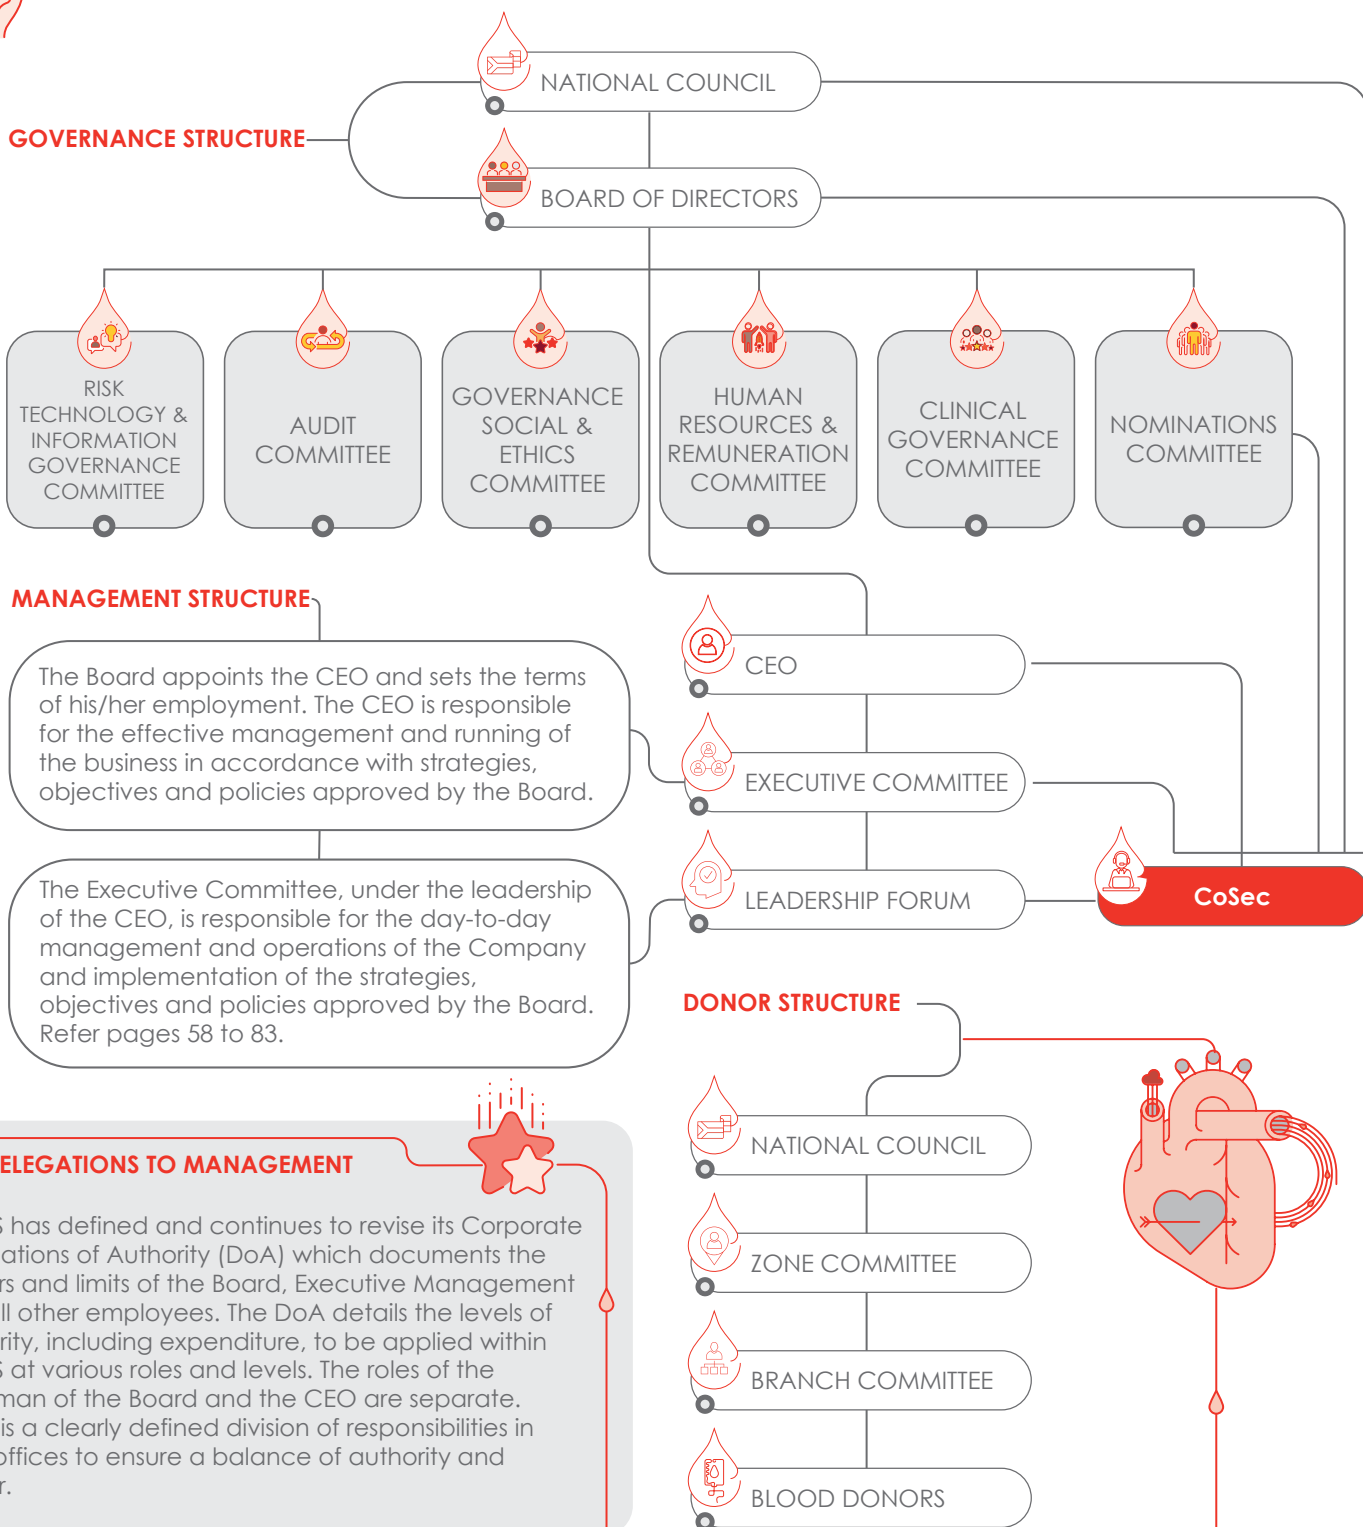 NATIONAL COUNCIL
GOVERNANCE STRUCTURE
BOARD OF DIRECTORS
RISK
TECHNOLOGY &
INFORMATION
GOVERNANCE
COMMITTEE
AUDIT
COMMITTEE
GOVERNANCE
SOCIAL &
ETHICS
COMMITTEE
HUMAN
RESOURCES &
REMUNERATION
COMMITTEE
CLINICAL
GOVERNANCE
COMMITTEE
NOMINATIONS
COMMITTEE
MANAGEMENT STRUCTURE
The Board appoints the CEO and sets the terms
of his/her employment. The CEO is responsible
for the effective management and running of
the business in accordance with strategies,
objectives and policies approved by the Board.
The Executive Committee, under the leadership
of the CEO, is responsible for the day-to-day
management and operations of the Company
and implementation of the strategies,
objectives and policies approved by the Board.
Refer pages 58 to 83.
CEO
EXECUTIVE COMMITTEE
LEADERSHIP FORUM
CoSec
DONOR STRUCTURE
NATIONAL COUNCIL
ZONE COMMITTEE
BRANCH COMMITTEE
BLOOD DONORS
ELEGATIONS TO MANAGEMENT
S has defined and continues to revise its Corporate
ations of Authority (DoA) which documents the
rs and limits of the Board, Executive Management
ll other employees. The DoA details the levels of
rity, including expenditure, to be applied within
S at various roles and levels. The roles of the
man of the Board and the CEO are separate.
is a clearly defined division of responsibilities in
offices to ensure a balance of authority and
r.